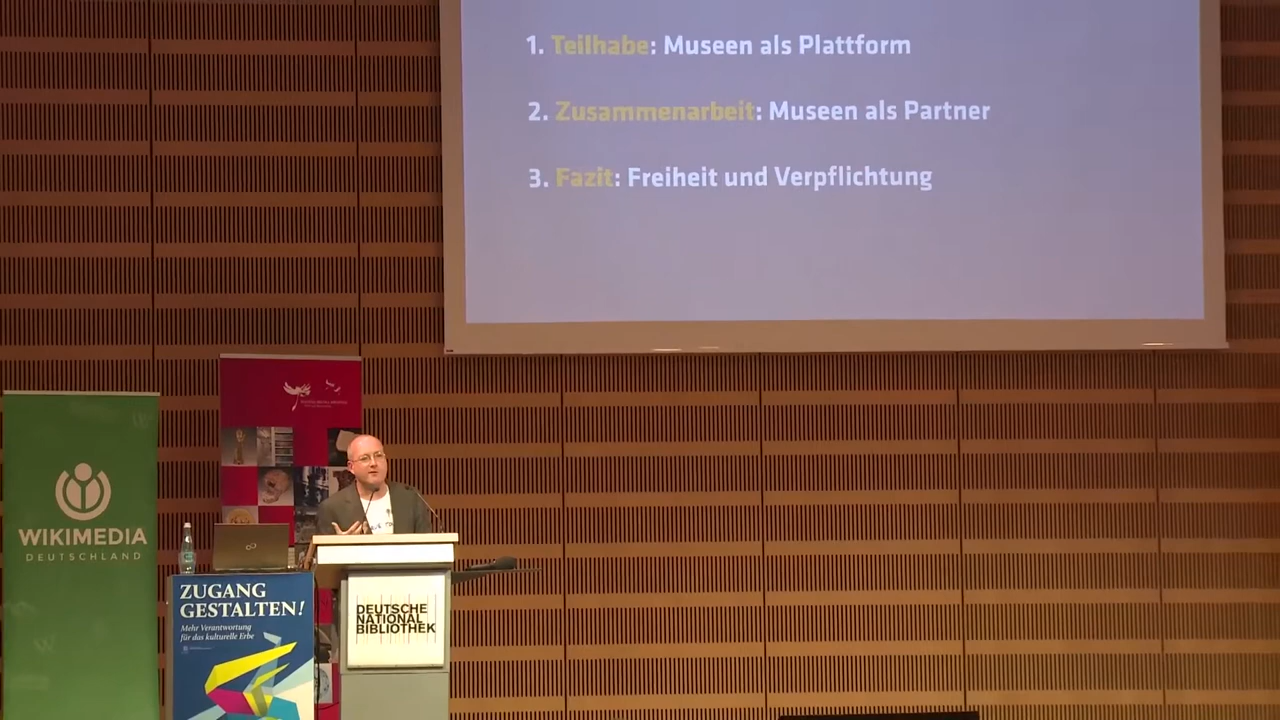 1. Teilhabe: Museen als Plattform
2. Zusammenarbeit: Museen als Partner
3. Fazit: Freiheit und Verpflichtung
WIKIMEDIA
DEUTSCHLAND
ZUGANG
GESTALTEN!
Mehr Verantwortung
für das kulturelle Erbe
DEUTSCHE
NATIONAL
BIBLIOTHEK